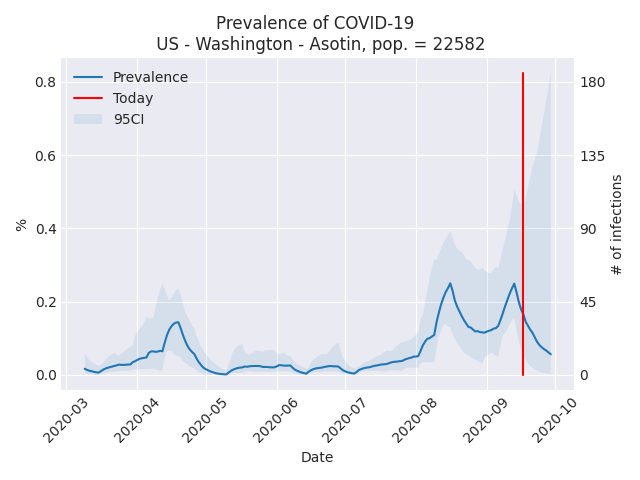 Prevalence of COVID-19
US - Washington - Asotin, pop. = 22582
Prevalence
Today
95CI
%
0.8
0.6
0.4
0.2
0.0
180
135
90
45
0
# of infections
2020-03
2020-04
2020-05
2020-06
2020-07
2020-08
2020-09
2020-10
Date